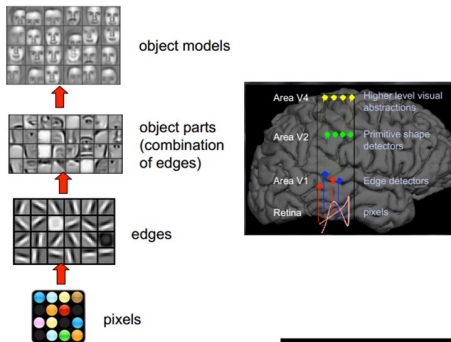 object models
object parts
(combination
of edges)
edges
pixels
Area V4
Higher level visual
abstractions
Area V2
Primitive shape
detectors
Area V1
Edge detectors
Retina
pixels